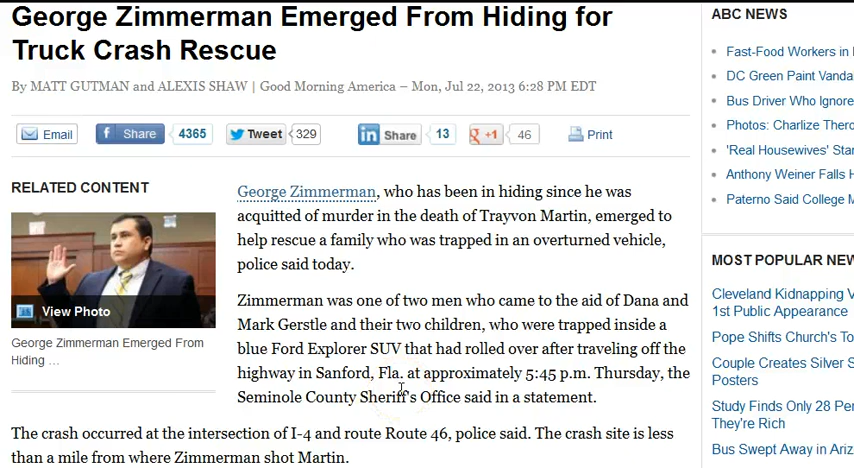 George Zimmerman Emerged From Hiding for
Truck Crash Rescue
By MATT GUTMAN and ALEXIS SHAW | Good Morning America – Mon, Jul 22, 2013 6:28 PM EDT
Email
Share
4365
Tweet
329
in Share
13
g +1
46
Print
RELATED CONTENT
View Photo
George Zimmerman Emerged From
Hiding ...
George Zimmerman, who has been in hiding since he was
acquitted of murder in the death of Trayvon Martin, emerged to
help rescue a family who was trapped in an overturned vehicle,
police said today.
Zimmerman was one of two men who came to the aid of Dana and
Mark Gerstle and their two children, who were trapped inside a
blue Ford Explorer SUV that had rolled over after traveling off the
highway in Sanford, Fla. at approximately 5:45 p.m. Thursday, the
Seminole County Sheriff's Office said in a statement.
The crash occurred at the intersection of I-4 and route Route 46, police said. The crash site is less
than a mile from where Zimmerman shot Martin.
ABC NEWS
Fast-Food Workers in
DC Green Paint Vanda
Bus Driver Who Ignore
Photos: Charlize Thero
'Real Housewives' Star
Anthony Weiner Falls
Paterno Said College
MOST POPULAR NEW
Cleveland Kidnapping
1st Public Appearance
Pope Shifts Church's To
Couple Creates Silver S
Posters
Study Finds Only 28 Per
They're Rich
Bus Swept Away in Ariz